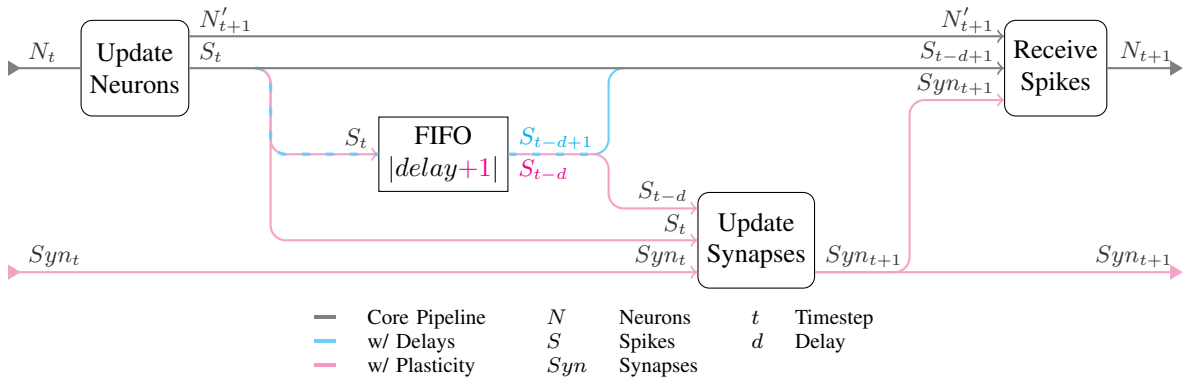 N_t
Update
Neurons
N'_{t+1}
S_t
N'_{t+1}
S_{t-d+1}
Syn_{t+1}
Receive
Spikes
N_{t+1}
S_t
FIFO
|delay+1|
S_{t-d+1}
S_{t-d}
S_{t-d}
S_t
Syn_t
Syn_t
Update
Synapses
Syn_{t+1}
Syn_{t+1}
Core Pipeline N Neurons t Timestep
w/ Delays S Spikes d Delay
w/ Plasticity Syn Synapses